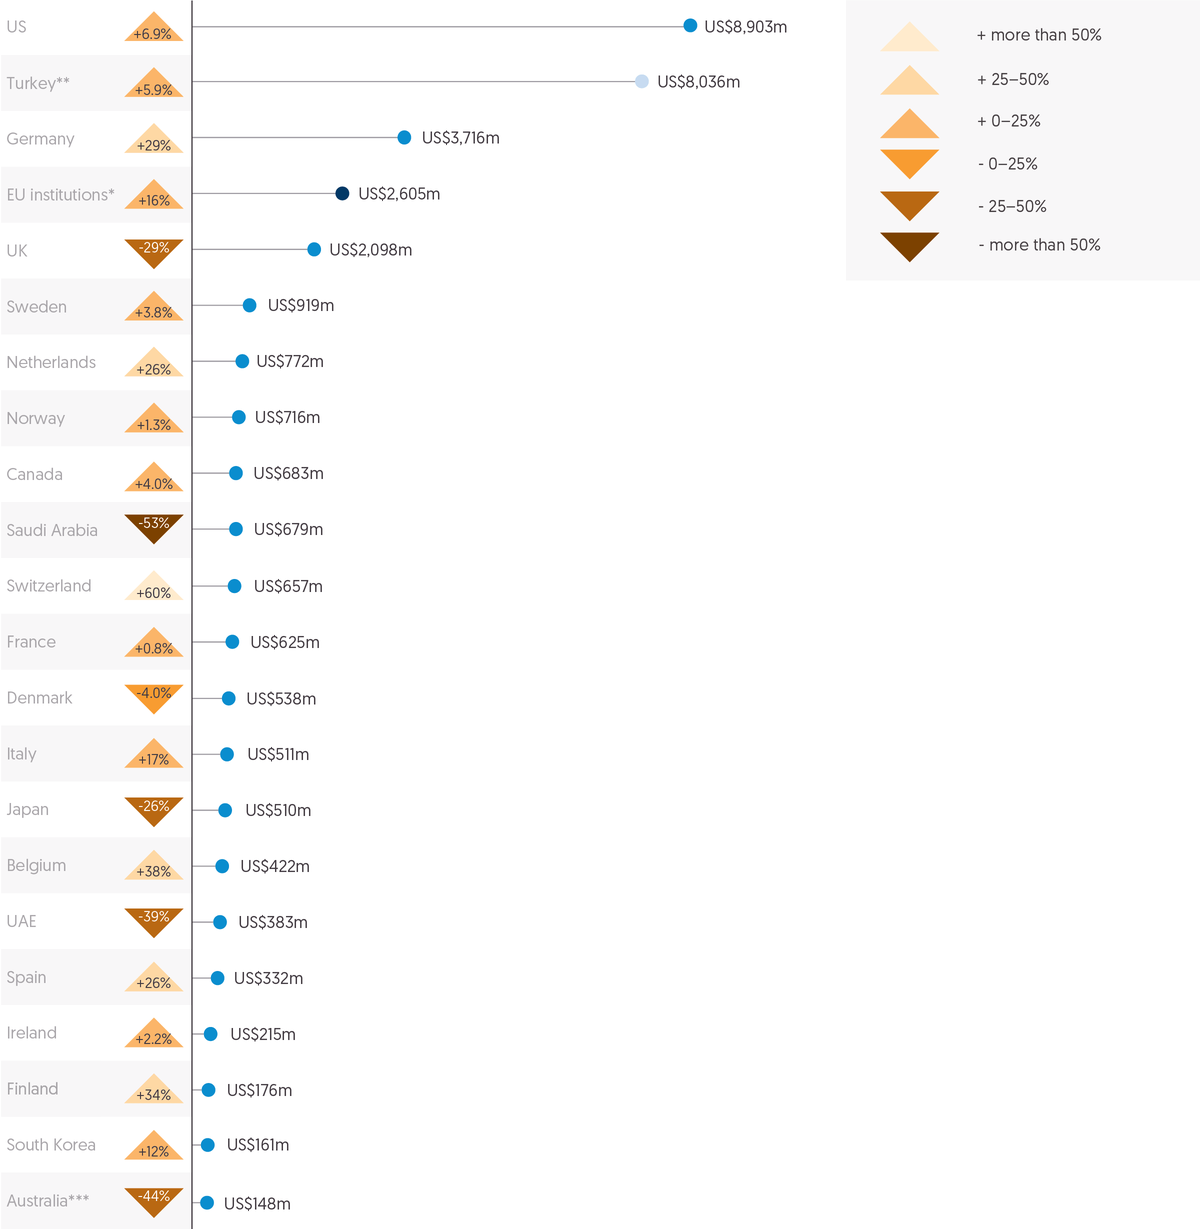 US +6.9% US$8,903m
Turkey** +5.9% US$8,036m
Germany +29% US$3,716m
EU institutions* +16% US$2,605m
UK -29% US$2,098m
Sweden +3.8% US$919m
Netherlands +26% US$772m
Norway +1.3% US$716m
Canada +4.0% US$683m
Saudi Arabia -53% US$679m
Switzerland +60% US$657m
France +0.8% US$625m
Denmark -4.0% US$538m
Italy +17% US$511m
Japan -26% US$510m
Belgium +38% US$422m
UAE -39% US$383m
Spain +26% US$332m
Ireland +2.2% US$215m
Finland +34% US$176m
South Korea +12% US$161m
Australia*** -44% US$148m
+ more than 50%
+ 25–50%
+ 0–25%
- 0–25%
- 25–50%
- more than 50%